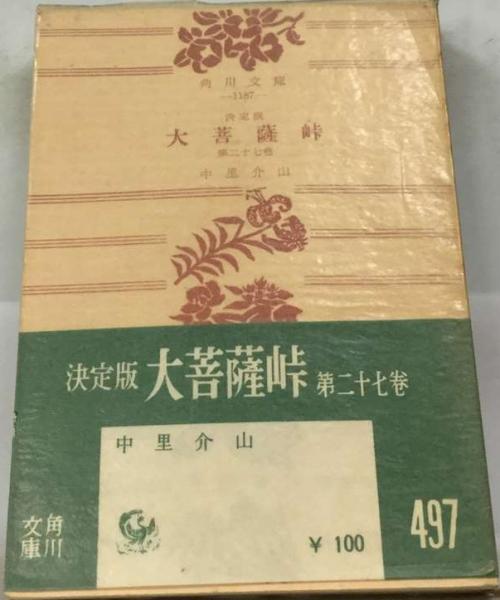 角川文庫
—1187—
決定版
大菩薩峠
第二十七巻
中里介山
決定版 大菩薩峠 第二十七巻
中里介山
角川文庫
¥ 100
497